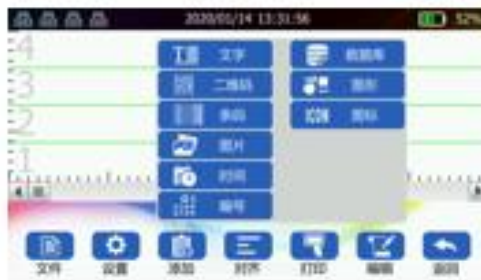 2020/01/14 13:31:56
52%
4
3
2
1
文字
数据库
二维码
图形
条码
ICON 图标
图片
时间
编号
文件
设置
添加
对齐
打印
编辑
返回